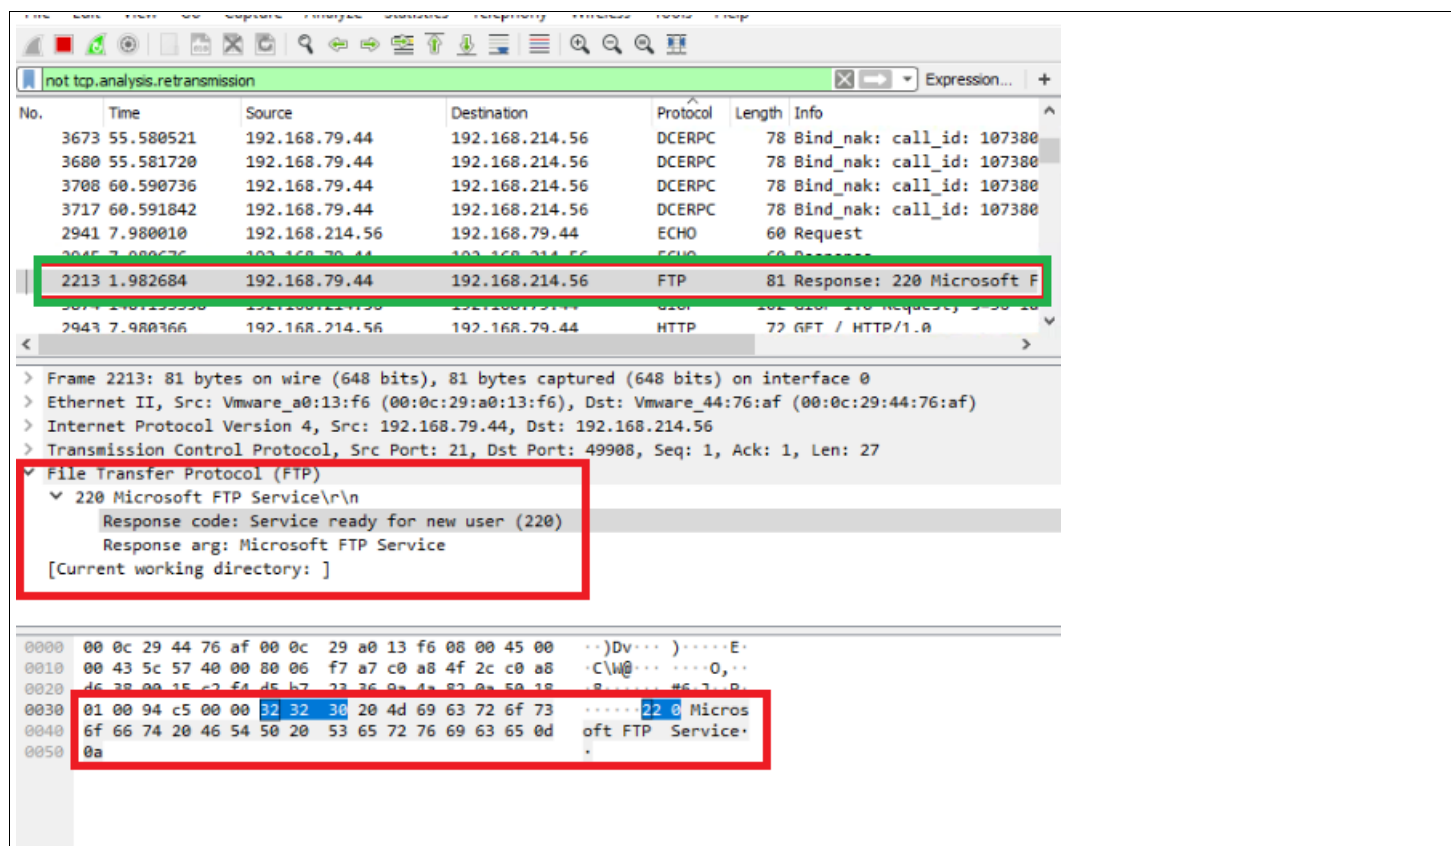 not tcp.analysis.retransmission Expression... +
No. Time Source Destination Protocol Length Info
3673 55.580521 192.168.79.44 192.168.214.56 DCERPC 78 Bind_nak: call_id: 107380
3680 55.581720 192.168.79.44 192.168.214.56 DCERPC 78 Bind_nak: call_id: 107380
3708 60.590736 192.168.79.44 192.168.214.56 DCERPC 78 Bind_nak: call_id: 107380
3717 60.591842 192.168.79.44 192.168.214.56 DCERPC 78 Bind_nak: call_id: 107380
2941 7.980010 192.168.214.56 192.168.79.44 ECHO 60 Request
2213 1.982684 192.168.79.44 192.168.214.56 FTP 81 Response: 220 Microsoft F
2943 7.980366 192.168.214.56 192.168.79.44 HTTP 72 GET / HTTP/1.0
> Frame 2213: 81 bytes on wire (648 bits), 81 bytes captured (648 bits) on interface 0
> Ethernet II, Src: Vmware_a0:13:f6 (00:0c:29:a0:13:f6), Dst: Vmware_44:76:af (00:0c:29:44:76:af)
> Internet Protocol Version 4, Src: 192.168.79.44, Dst: 192.168.214.56
> Transmission Control Protocol, Src Port: 21, Dst Port: 49908, Seq: 1, Ack: 1, Len: 27
File Transfer Protocol (FTP)
220 Microsoft FTP Service\r\n
Response code: Service ready for new user (220)
Response arg: Microsoft FTP Service
[Current working directory: ]
0000 00 0c 29 44 76 af 00 0c 29 a0 13 f6 08 00 45 00 ··)Dv··· )·····E·
0010 00 43 5c 57 40 00 80 06 f7 a7 c0 a8 4f 2c c0 a8 ·C\W@··· ····O,··
0020
0030 01 00 94 c5 00 00 32 32 30 20 4d 69 63 72 6f 73 ······22 0 Micros
0040 6f 66 74 20 46 54 50 20 53 65 72 76 69 63 65 0d oft FTP Service·
0050 0a ·